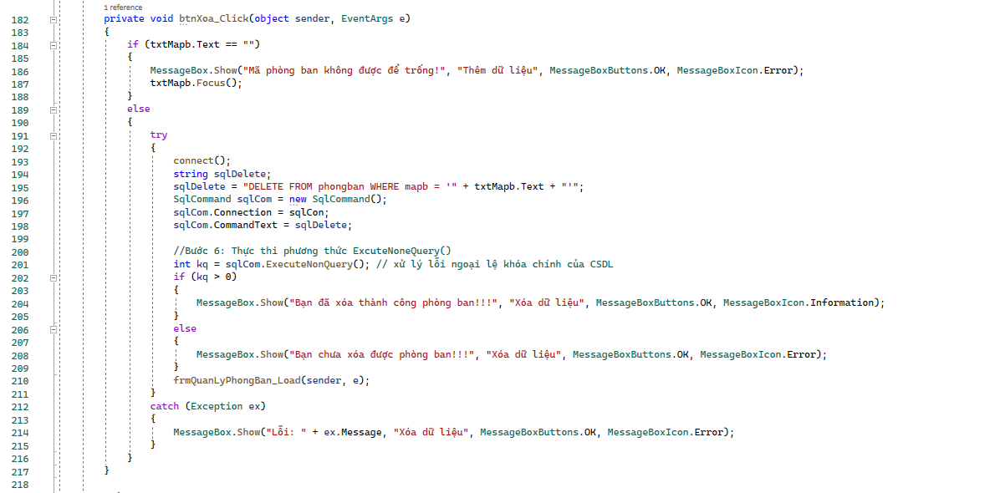 1 reference
182 private void btnXoa_Click(object sender, EventArgs e)
183 {
184 if (txtMapb.Text == "")
185 {
186 MessageBox.Show("Mã phòng ban không được để trống!", "Thêm dữ liệu", MessageBoxButtons.OK, MessageBoxIcon.Error);
187 txtMapb.Focus();
188 }
189 else
190 {
191 try
192 {
193 connect();
194 string sqlDelete;
195 sqlDelete = "DELETE FROM phongban WHERE mapb = '" + txtMapb.Text + "'";
196 SqlCommand sqlCom = new SqlCommand();
197 sqlCom.Connection = sqlCon;
198 sqlCom.CommandText = sqlDelete;
199
200 //Bước 6: Thực thi phương thức ExcuteNoneQuery()
201 int kq = sqlCom.ExecuteNonQuery(); // xử lý lỗi ngoại lệ khóa chính của CSDL
202 if (kq > 0)
203 {
204 MessageBox.Show("Bạn đã xóa thành công phòng ban!!!", "Xóa dữ liệu", MessageBoxButtons.OK, MessageBoxIcon.Information);
205 }
206 else
207 {
208 MessageBox.Show("Bạn chưa xóa được phòng ban!!!", "Xóa dữ liệu", MessageBoxButtons.OK, MessageBoxIcon.Error);
209 }
210 frmQuanLyPhongBan_Load(sender, e);
211 }
212 catch (Exception ex)
213 {
214 MessageBox.Show("Lỗi: " + ex.Message, "Xóa dữ liệu", MessageBoxButtons.OK, MessageBoxIcon.Error);
215 }
216 }
217 }
218